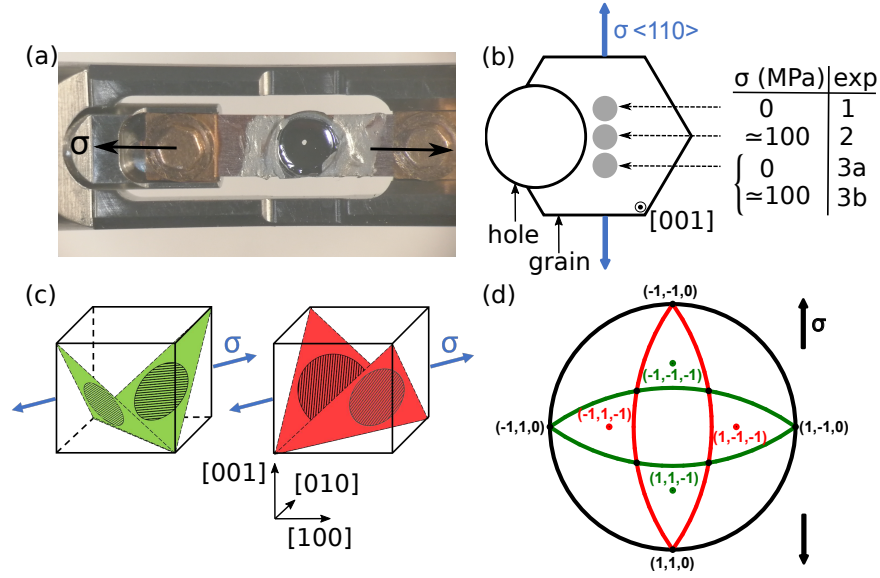 (a)
σ
(b)
σ <110>
σ (MPa) exp
0 1
≃100 2
0 3a
≃100 3b
[001]
hole
grain
(c)
σ
σ
[001]
[010]
[100]
(d)
(-1,-1,0)
σ
(-1,-1,-1)
(-1,1,-1)
(-1,1,0)
(1,-1,-1)
(1,-1,0)
(1,1,-1)
(1,1,0)